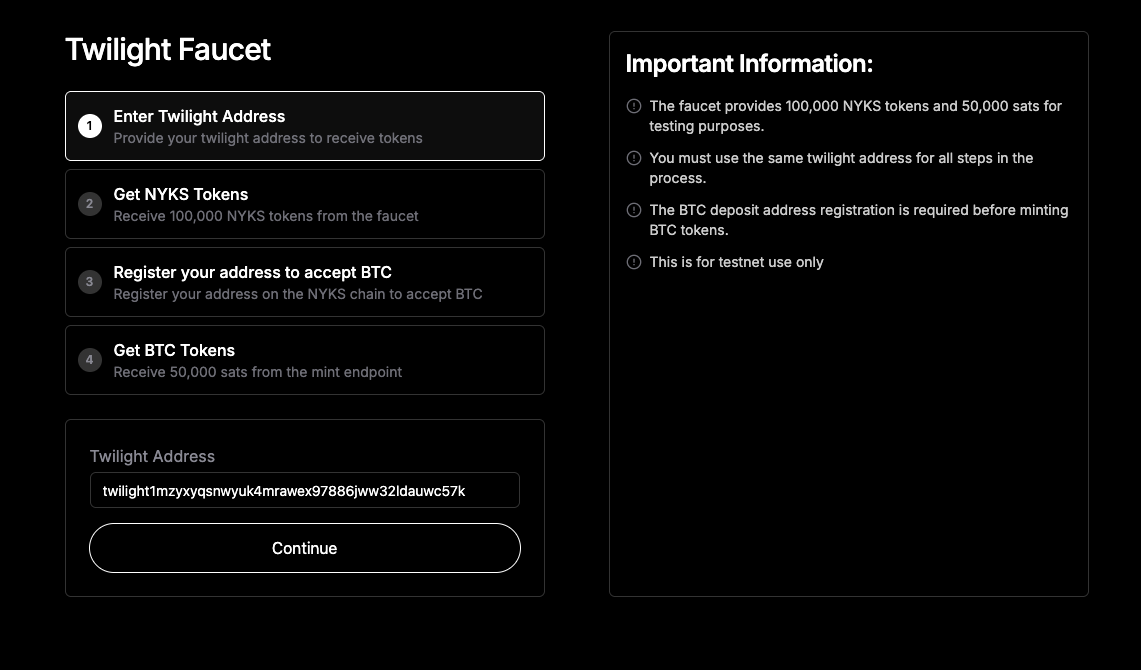 Twilight Faucet
1
Enter Twilight Address
Provide your twilight address to receive tokens
2
Get NYKS Tokens
Receive 100,000 NYKS tokens from the faucet
3
Register your address to accept BTC
Register your address on the NYKS chain to accept BTC
4
Get BTC Tokens
Receive 50,000 sats from the mint endpoint
Twilight Address
twilight1mzyxyqsnwyuk4mrawex97886jww32ldauwc57k
Continue
Important Information:
The faucet provides 100,000 NYKS tokens and 50,000 sats for
testing purposes.
You must use the same twilight address for all steps in the
process.
The BTC deposit address registration is required before minting
BTC tokens.
This is for testnet use only